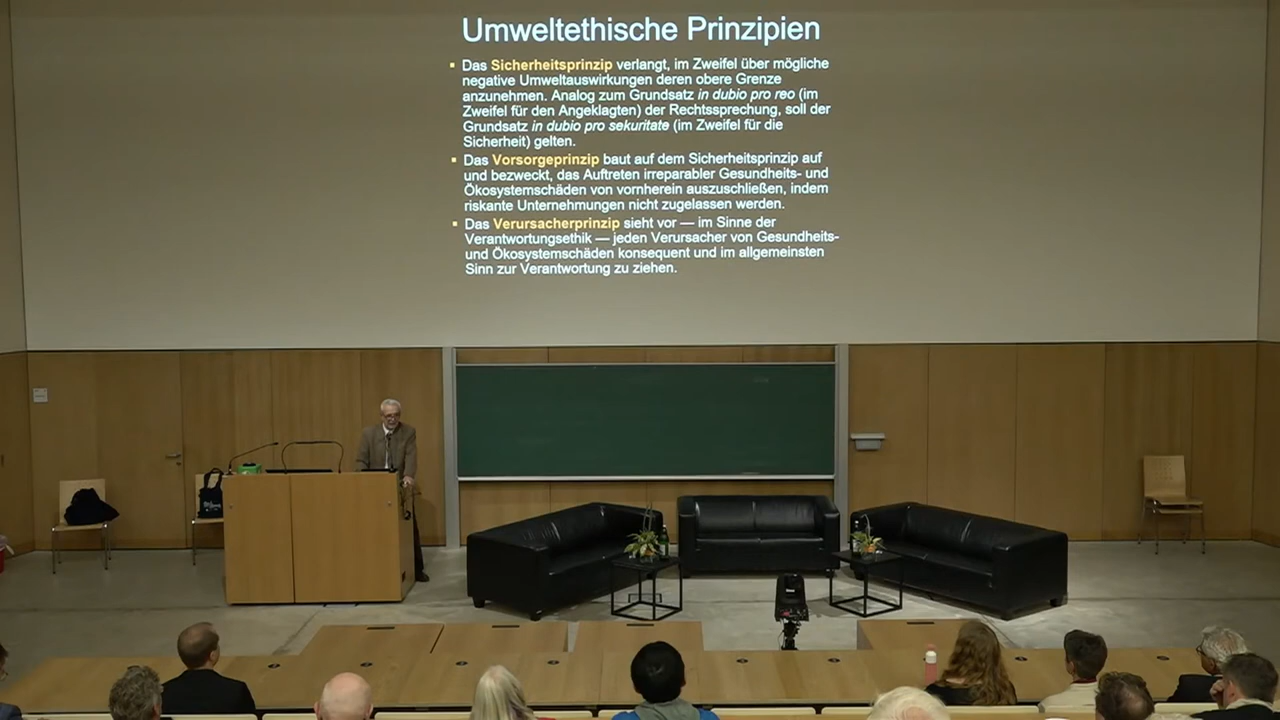 Umweltethische Prinzipien
▪ Das Sicherheitsprinzip verlangt, im Zweifel über mögliche
negative Umweltauswirkungen deren obere Grenze
anzunehmen. Analog zum Grundsatz in dubio pro reo (im
Zweifel für den Angeklagten) der Rechtssprechung, soll der
Grundsatz in dubio pro sekuritate (im Zweifel für die
Sicherheit) gelten.
▪ Das Vorsorgeprinzip baut auf dem Sicherheitsprinzip auf
und bezweckt, das Auftreten irreparabler Gesundheits- und
Ökosystemschäden von vornherein auszuschließen, indem
riskante Unternehmungen nicht zugelassen werden.
▪ Das Verursacherprinzip sieht vor — im Sinne der
Verantwortungsethik — jeden Verursacher von Gesundheits-
und Ökosystemschäden konsequent und im allgemeinsten
Sinn zur Verantwortung zu ziehen.